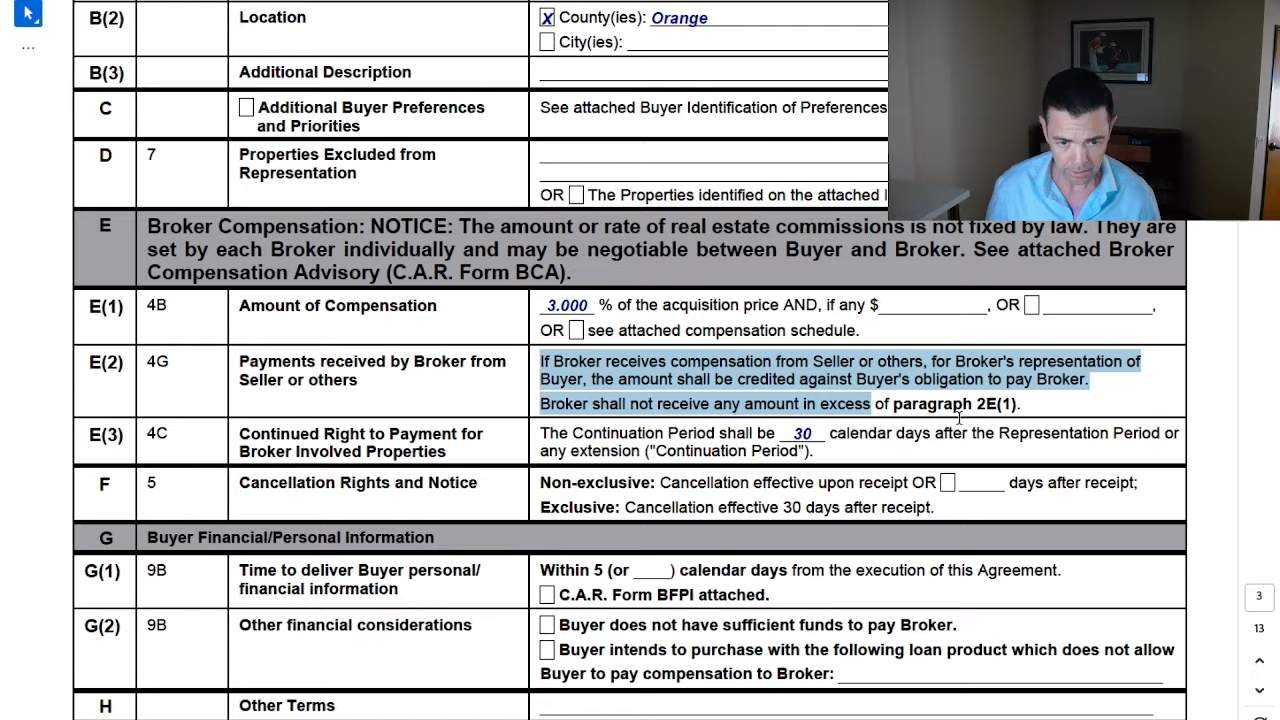 B(2) Location X County(ies): Orange
City(ies):
B(3) Additional Description
C Additional Buyer Preferences and Priorities See attached Buyer Identification of Preferences
D 7 Properties Excluded from Representation
OR The Properties identified on the attached
E Broker Compensation: NOTICE: The amount or rate of real estate commissions is not fixed by law. They are
set by each Broker individually and may be negotiable between Buyer and Broker. See attached Broker
Compensation Advisory (C.A.R. Form BCA).
E(1) 4B Amount of Compensation 3.000 % of the acquisition price AND, if any $ , OR ,
OR see attached compensation schedule.
E(2) 4G Payments received by Broker from Seller or others If Broker receives compensation from Seller or others, for Broker's representation of
Buyer, the amount shall be credited against Buyer's obligation to pay Broker.
Broker shall not receive any amount in excess of paragraph 2E(1).
E(3) 4C Continued Right to Payment for Broker Involved Properties The Continuation Period shall be 30 calendar days after the Representation Period or
any extension ("Continuation Period").
F 5 Cancellation Rights and Notice Non-exclusive: Cancellation effective upon receipt OR days after receipt;
Exclusive: Cancellation effective 30 days after receipt.
G Buyer Financial/Personal Information
G(1) 9B Time to deliver Buyer personal/ financial information Within 5 (or ____) calendar days from the execution of this Agreement.
C.A.R. Form BFPI attached.
G(2) 9B Other financial considerations Buyer does not have sufficient funds to pay Broker.
Buyer intends to purchase with the following loan product which does not allow
Buyer to pay compensation to Broker:
H Other Terms
3
13